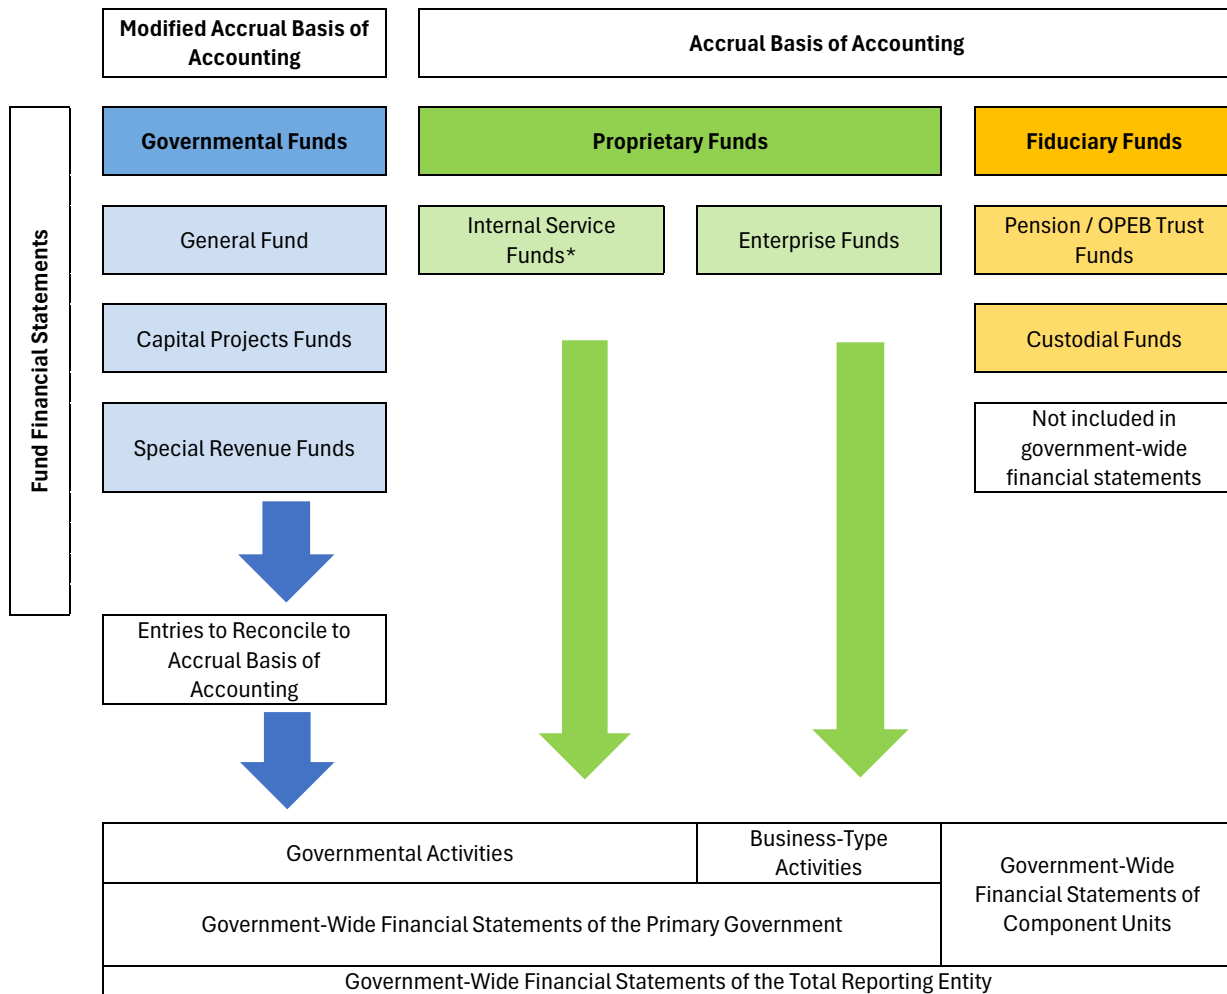 Modified Accrual Basis of
Accounting
Accrual Basis of Accounting
Fund Financial Statements
Governmental Funds
Proprietary Funds
Fiduciary Funds
General Fund
Internal Service
Funds*
Enterprise Funds
Pension / OPEB Trust
Funds
Capital Projects Funds
Custodial Funds
Special Revenue Funds
Not included in
government-wide
financial statements
Entries to Reconcile to
Accrual Basis of
Accounting
Governmental Activities
Business-Type
Activities
Government-Wide
Financial Statements of
Component Units
Government-Wide Financial Statements of the Primary Government
Government-Wide Financial Statements of the Total Reporting Entity